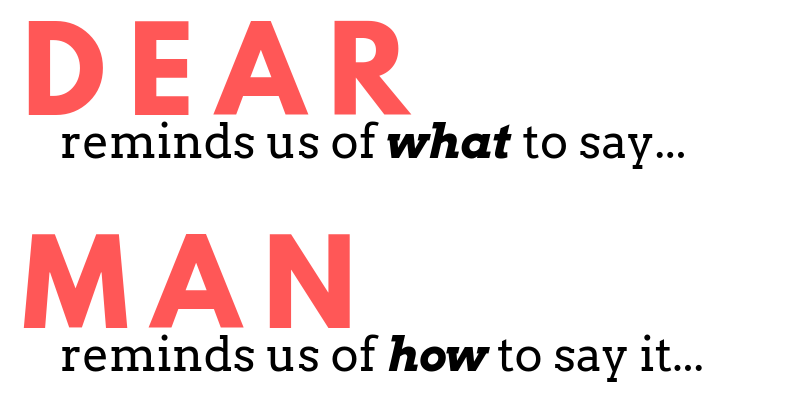 DEAR
reminds us of what to say...
MAN
reminds us of how to say it...